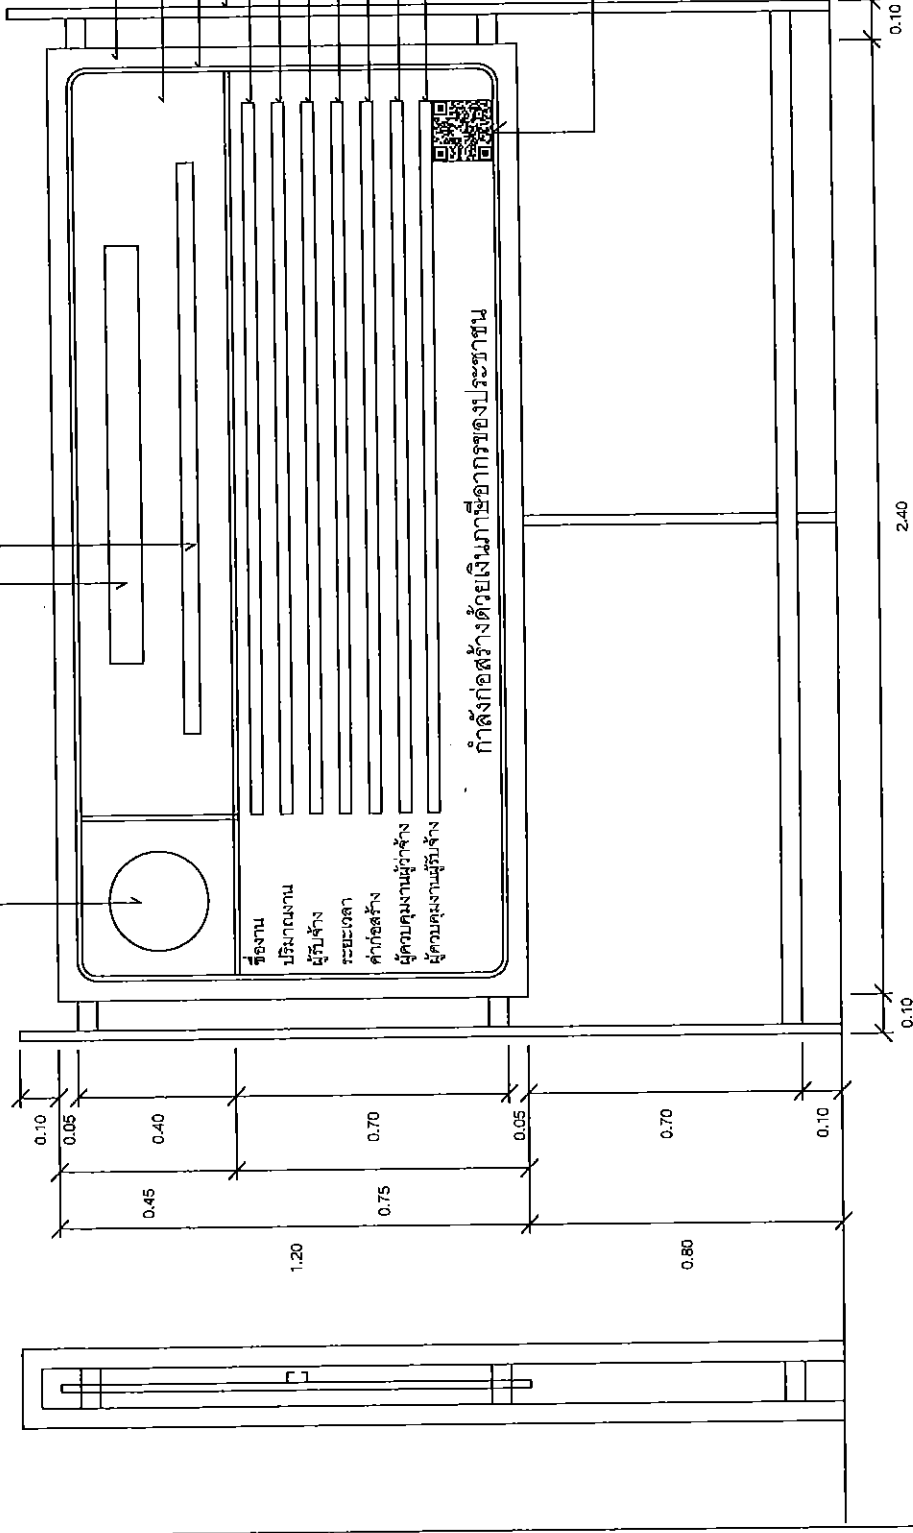 ชื่องาน
ปริมาณงาน
ผู้รับจ้าง
ระยะเวลา
ค่าก่อสร้าง
ผู้ควบคุมงานผู้ว่าจ้าง
ผู้ควบคุมงานผู้รับจ้าง
กำลังก่อสร้างด้วยเงินภาษีอากรของประชาชน
0.10
0.05
0.40
0.70
0.05
0.70
0.10
0.45
0.75
1.20
0.80
0.10
2.40
0.10